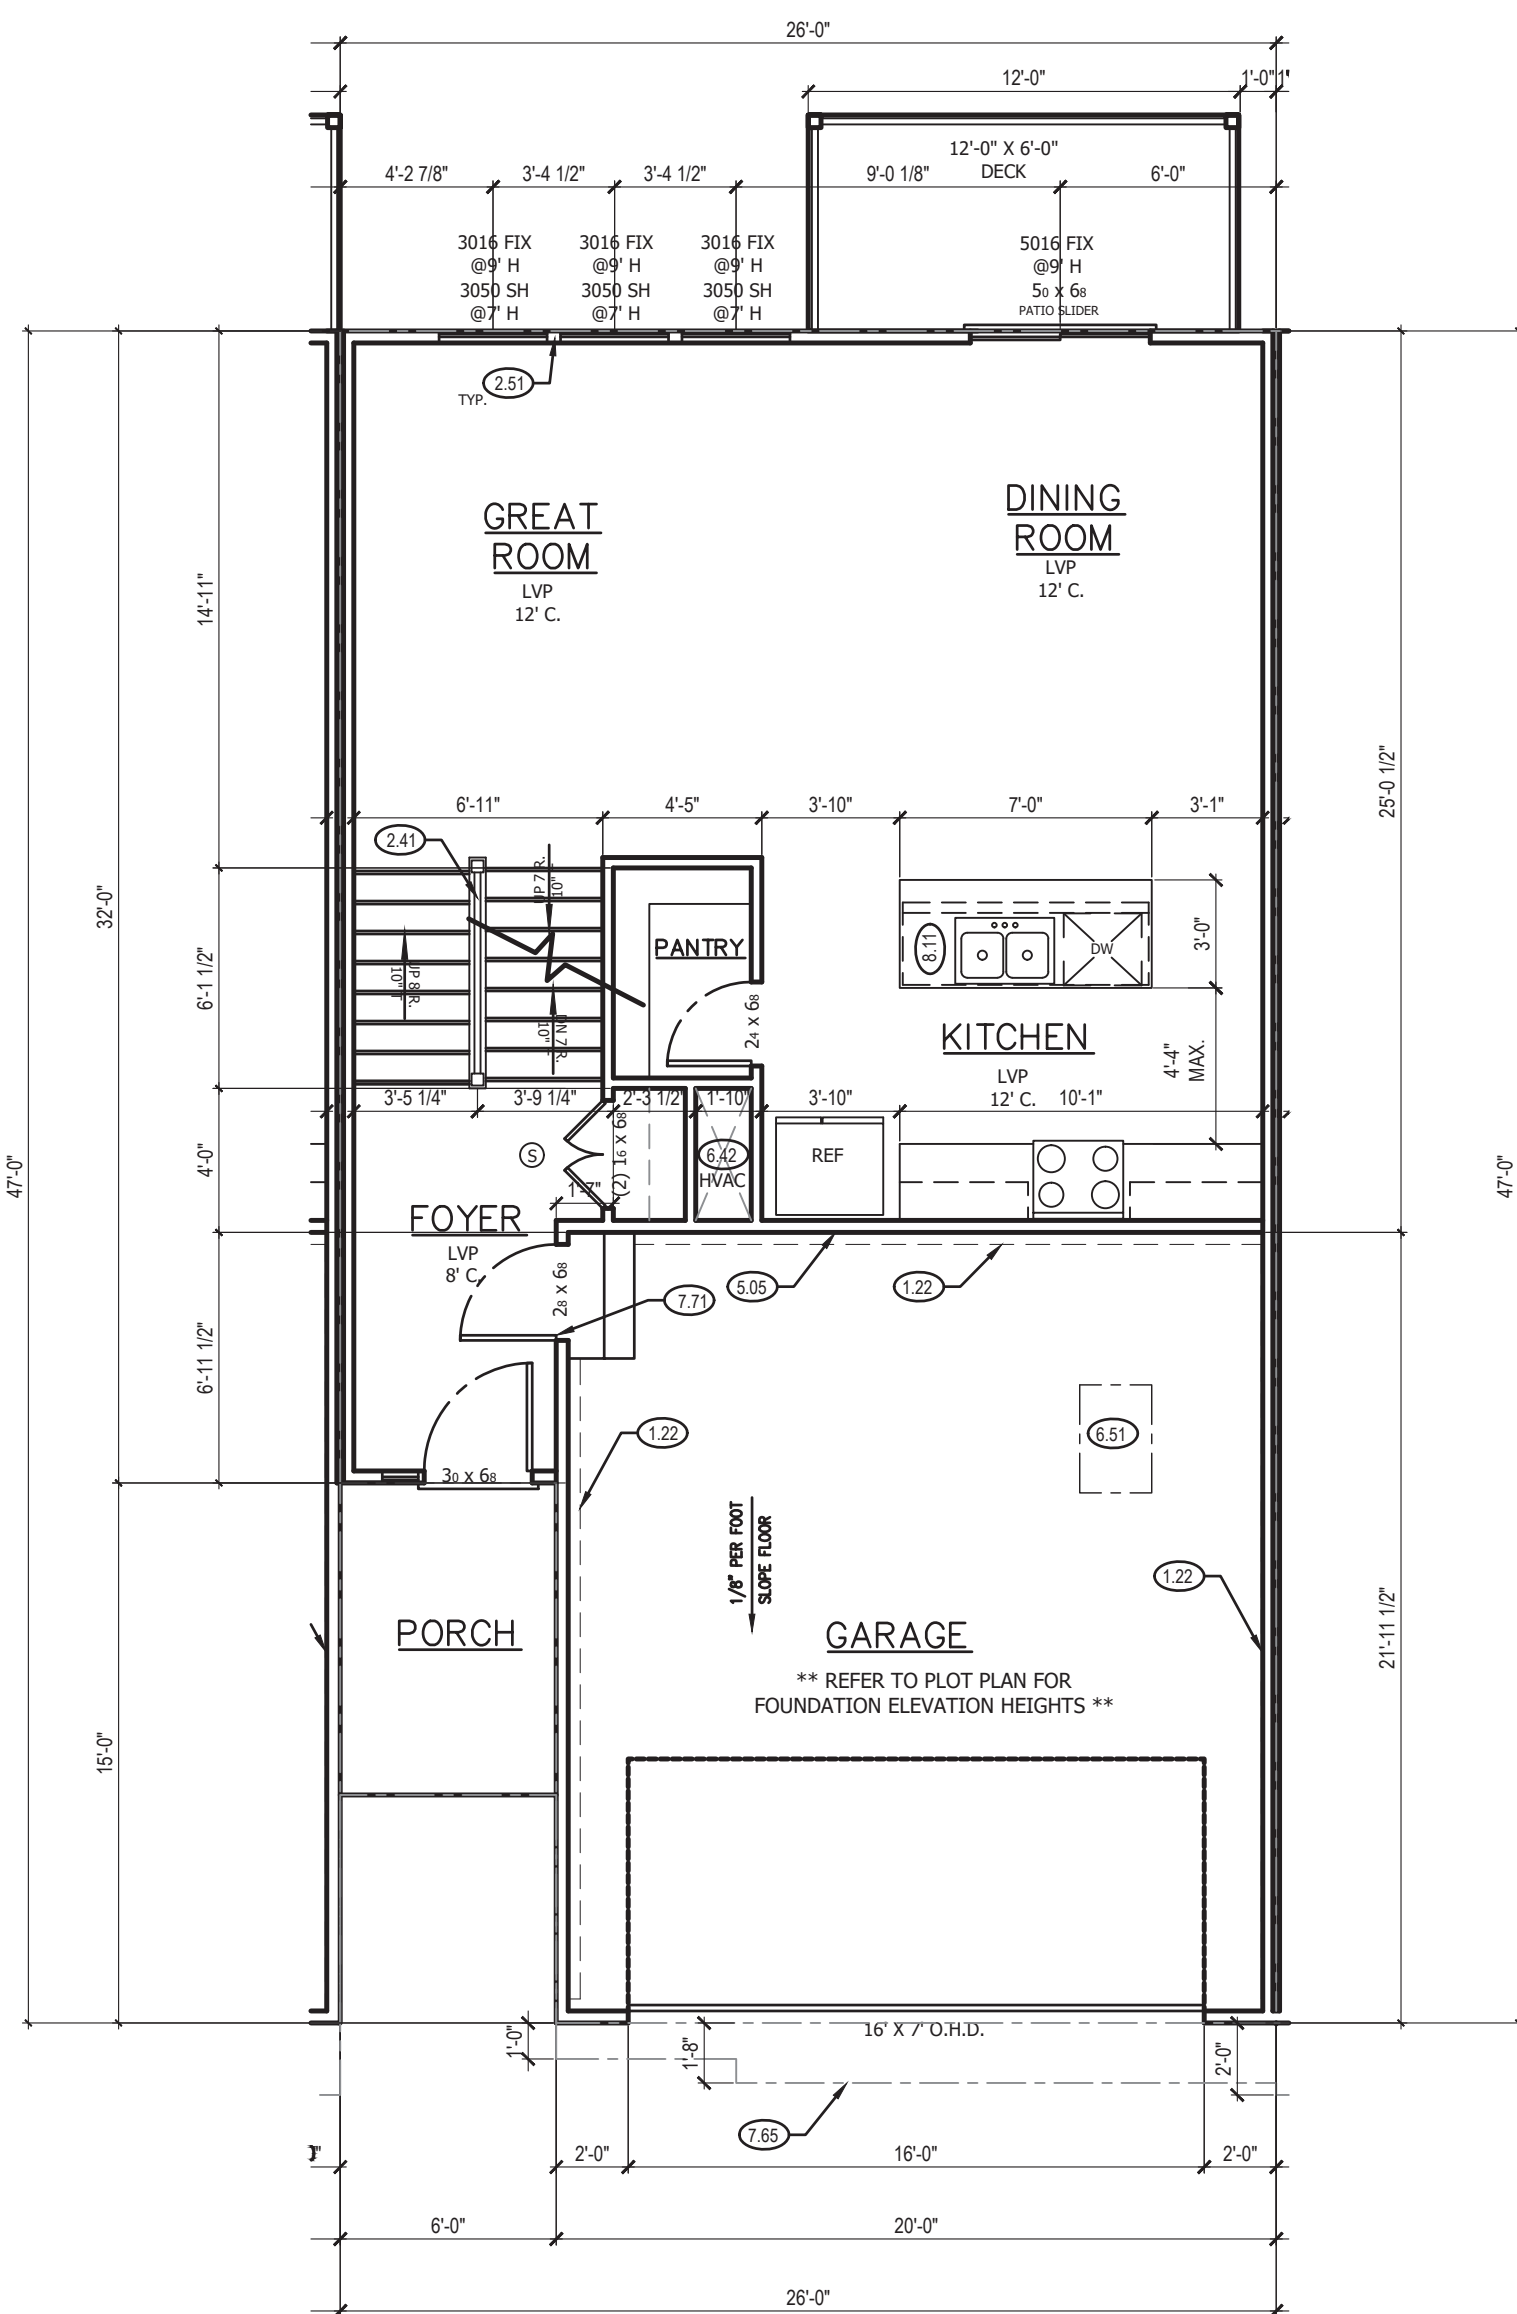 26'-0"
12'-0"
1'-0"
12'-0" X 6'-0"
DECK
4'-2 7/8"
3'-4 1/2"
3'-4 1/2"
9'-0 1/8"
6'-0"
3016 FIX
@9' H
3050 SH
@7' H
3016 FIX
@9' H
3050 SH
@7' H
3016 FIX
@9' H
3050 SH
@7' H
5016 FIX
@9' H
50 x 68
PATIO SLIDER
2.51
TYP.
GREAT
ROOM
LVP
12' C.
DINING
ROOM
LVP
12' C.
14'-11"
25'-0 1/2"
6'-11"
4'-5"
3'-10"
7'-0"
3'-1"
2.41
32'-0"
UP 7 R.
10"
PANTRY
8.11
DW
3'-0"
6'-1 1/2"
UP 8 R.
10" T
DN 7 R.
10"
24 x 68
KITCHEN
LVP
12' C.
4'-4"
MAX.
3'-5 1/4"
3'-9 1/4"
2'-3 1/2"
1'-10"
3'-10"
10'-1"
47'-0"
4'-0"
S
(2) 16 x 68
1'-7"
6.42
HVAC
REF
47'-0"
FOYER
LVP
8' C.
28 x 68
7.71
5.05
1.22
6'-11 1/2"
1.22
6.51
30 x 68
1/8" PER FOOT
SLOPE FLOOR
1.22
PORCH
GARAGE
** REFER TO PLOT PLAN FOR
FOUNDATION ELEVATION HEIGHTS **
21'-11 1/2"
15'-0"
16' X 7' O.H.D.
1'-0"
1'-8"
2'-0"
7.65
2'-0"
16'-0"
2'-0"
6'-0"
20'-0"
26'-0"